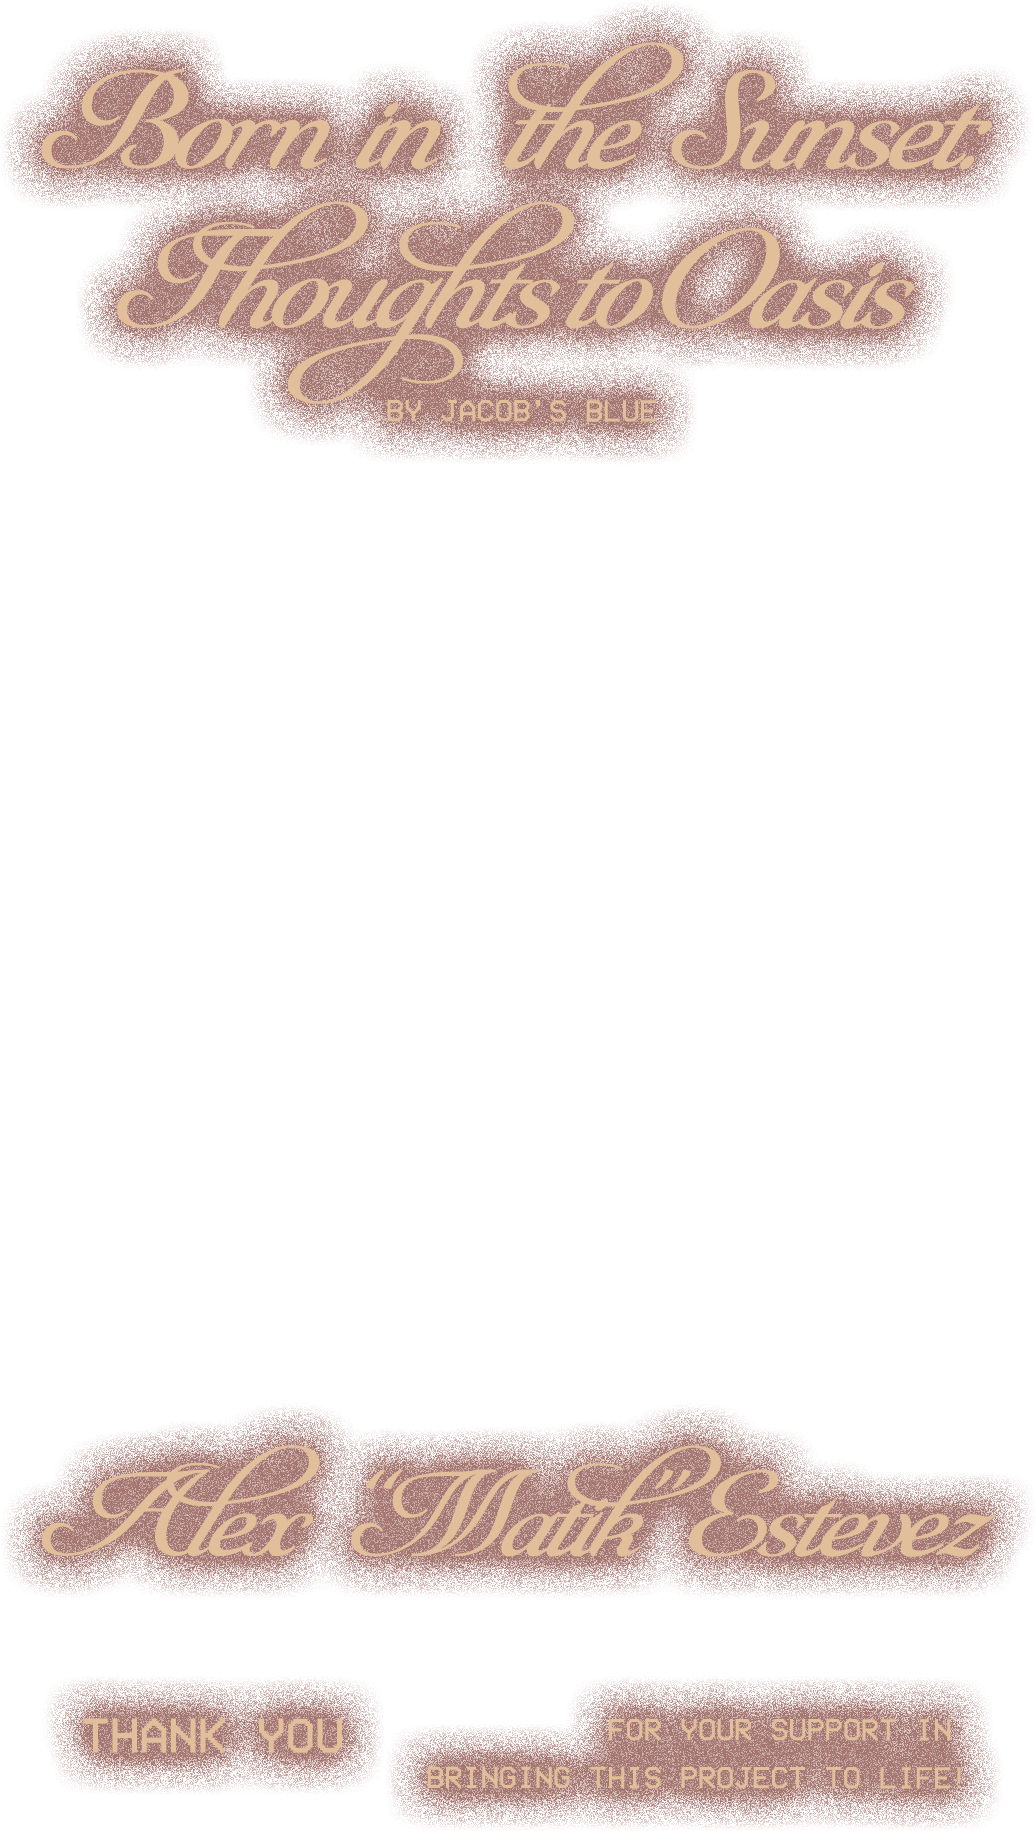 Born in the Sunset:
Thoughts to Oasis
BY JACOB'S BLUE
Alex “Matik” Estevez
THANK YOU
FOR YOUR SUPPORT IN
BRINGING THIS PROJECT TO LIFE!